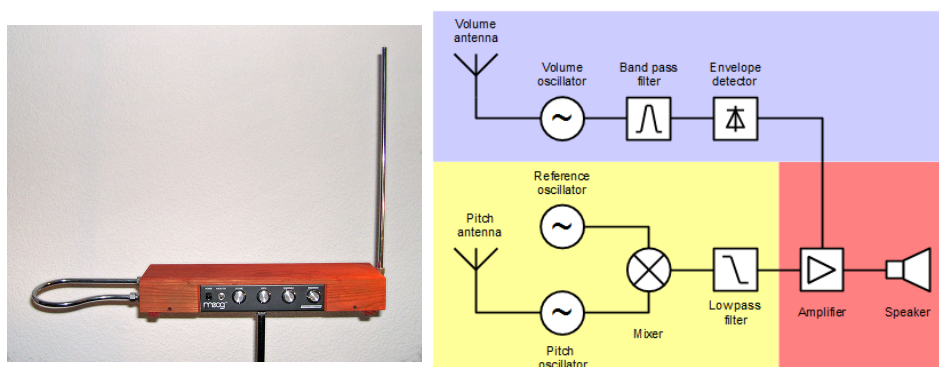 moog
Volume
antenna
Volume
oscillator
Band pass
filter
Envelope
detector
Reference
oscillator
Pitch
antenna
Pitch
oscillator
Mixer
Lowpass
filter
Amplifier
Speaker